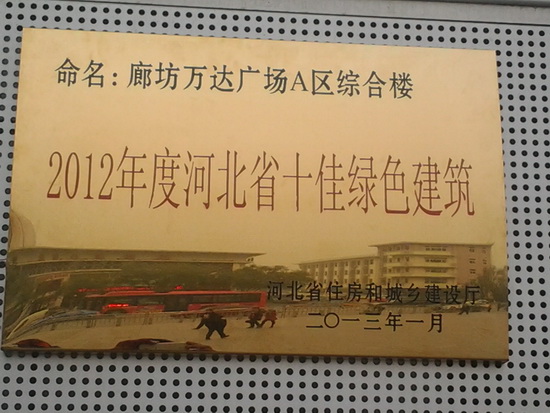 命名：廊坊万达广场A区综合楼
2012年度河北省十佳绿色建筑
河北省住房和城乡建设厅
二〇一三年一月